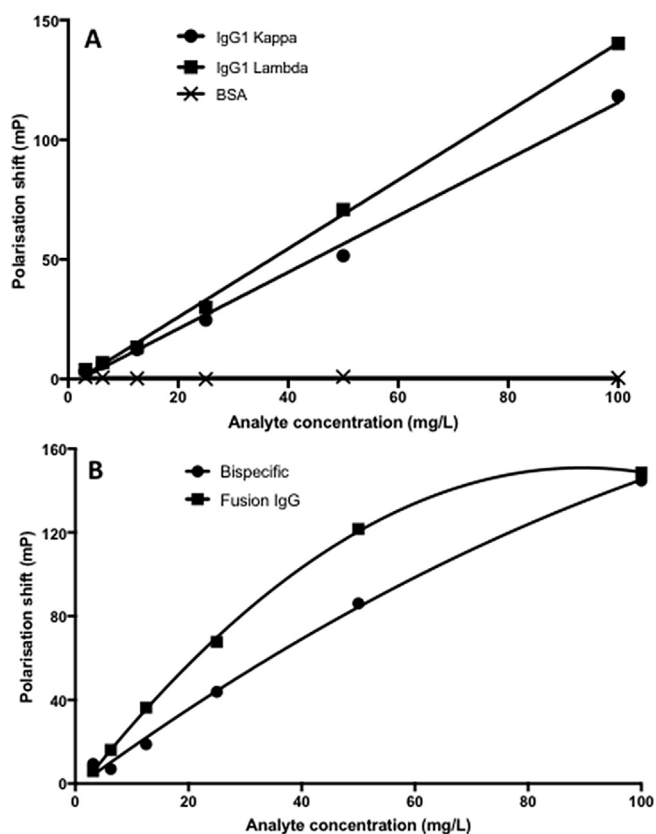 A
IgG1 Kappa
IgG1 Lambda
BSA
150
100
50
0
Polarisation shift (mP)
0 20 40 60 80 100
Analyte concentration (mg/L)
B
Bispecific
Fusion IgG
160
120
80
40
0
Polarisation shift (mP)
0 20 40 60 80 100
Analyte concentration (mg/L)